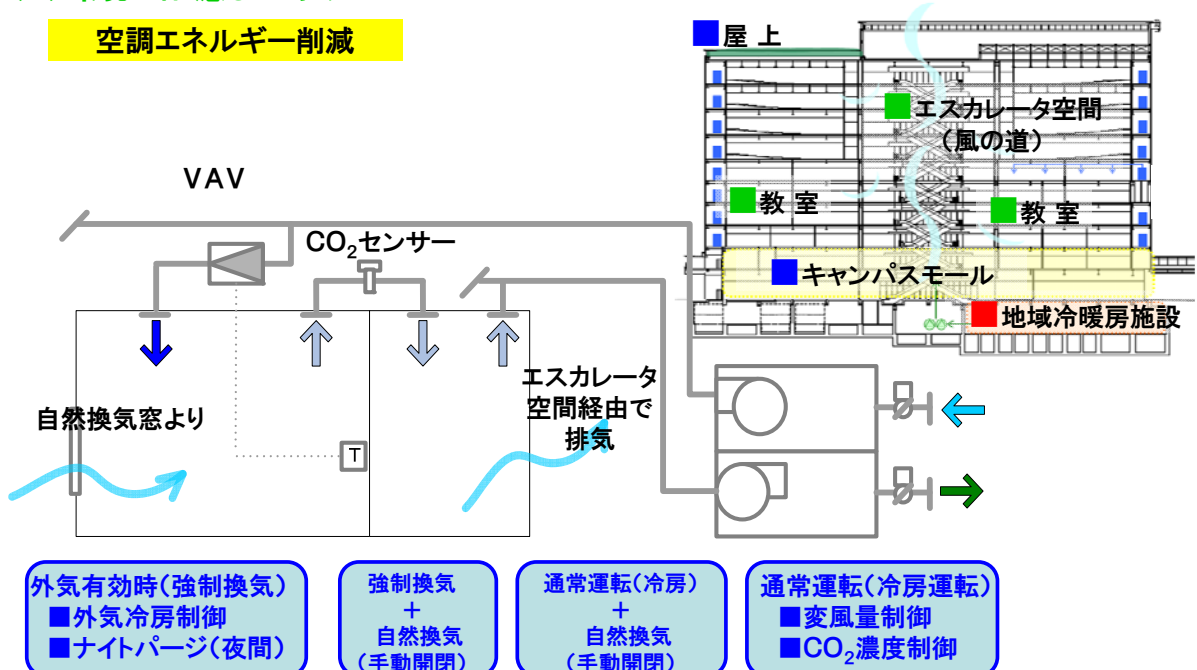 空調エネルギー削減
■屋 上
■エスカレータ空間
(風の道)
■教 室
■教 室
■キャンパスモール
■地域冷暖房施設
VAV
CO₂センサー
自然換気窓より
T
エスカレータ
空間経由で
排気
外気有効時(強制換気)
■外気冷房制御
■ナイトパージ(夜間)
強制換気
+
自然換気
(手動開閉)
通常運転(冷房)
+
自然換気
(手動開閉)
通常運転(冷房運転)
■変風量制御
■CO₂濃度制御